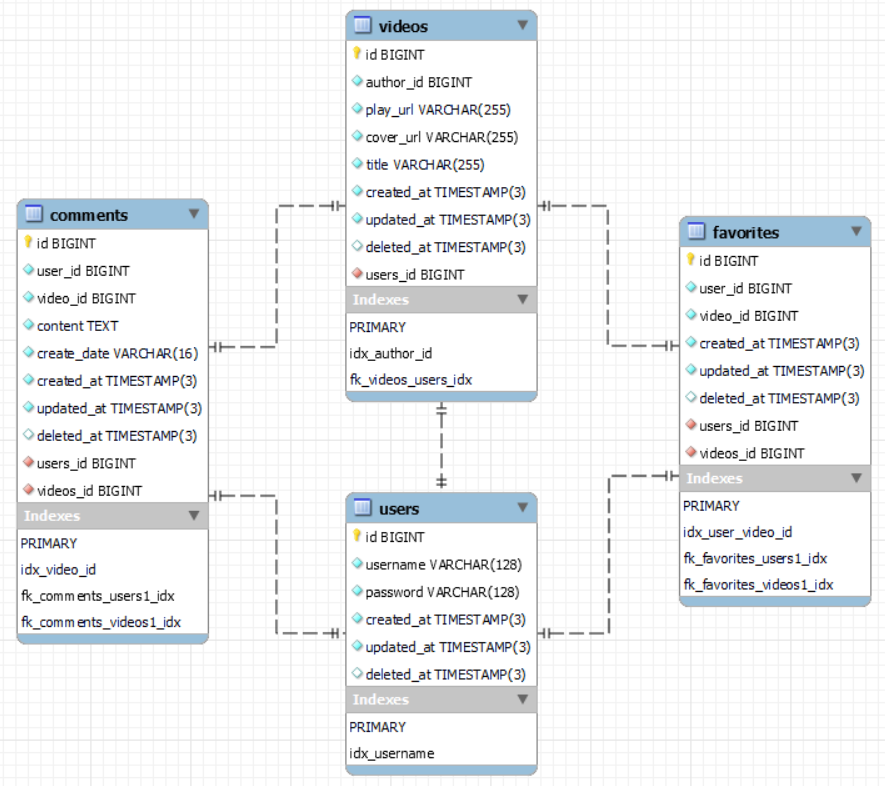 videos
id BIGINT
author_id BIGINT
play_url VARCHAR(255)
cover_url VARCHAR(255)
title VARCHAR(255)
created_at TIMESTAMP(3)
updated_at TIMESTAMP(3)
deleted_at TIMESTAMP(3)
users_id BIGINT
Indexes
PRIMARY
idx_author_id
fk_videos_users_idx
comments
id BIGINT
user_id BIGINT
video_id BIGINT
content TEXT
create_date VARCHAR(16)
created_at TIMESTAMP(3)
updated_at TIMESTAMP(3)
deleted_at TIMESTAMP(3)
users_id BIGINT
videos_id BIGINT
Indexes
PRIMARY
idx_video_id
fk_comments_users1_idx
fk_comments_videos1_idx
favorites
id BIGINT
user_id BIGINT
video_id BIGINT
created_at TIMESTAMP(3)
updated_at TIMESTAMP(3)
deleted_at TIMESTAMP(3)
users_id BIGINT
videos_id BIGINT
Indexes
PRIMARY
idx_user_video_id
fk_favorites_users1_idx
fk_favorites_videos1_idx
users
id BIGINT
username VARCHAR(128)
password VARCHAR(128)
created_at TIMESTAMP(3)
updated_at TIMESTAMP(3)
deleted_at TIMESTAMP(3)
Indexes
PRIMARY
idx_username